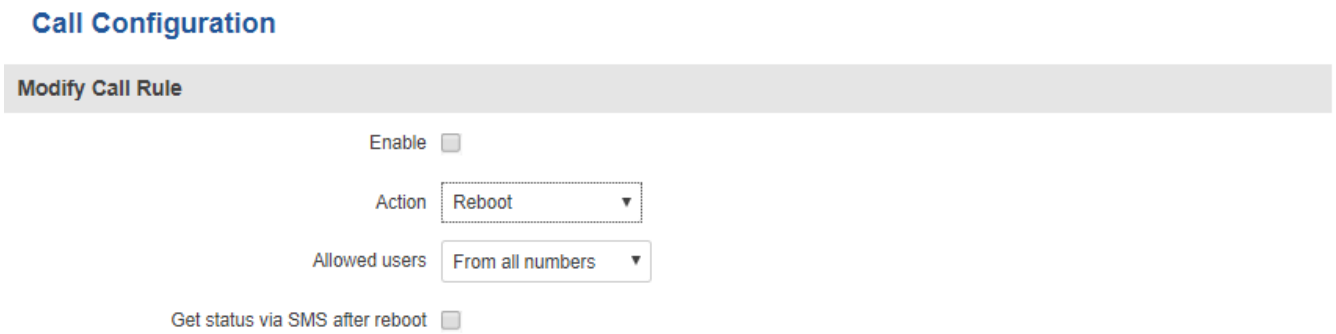 Call Configuration
Modify Call Rule
Enable
Action Reboot
Allowed users From all numbers
Get status via SMS after reboot